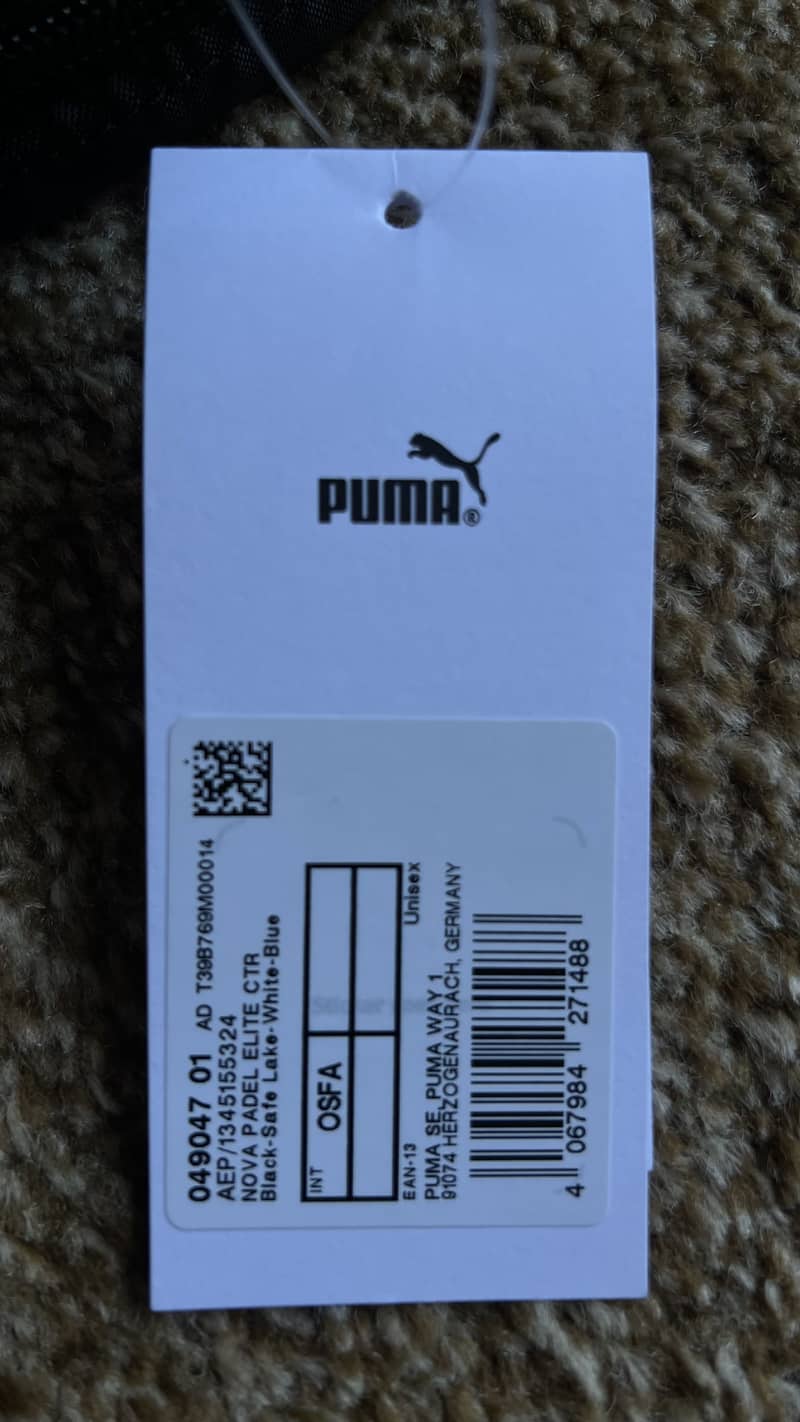 PUMA®
049047 01 AD T39B769M00014
AEP/1345155324
NOVA PADEL ELITE CTR
Black-Safe Lake-White-Blue
INT OSFA
EAN-13 Unisex
PUMA SE, PUMA WAY 1
91074 HERZOGENAURACH, GERMANY
4 067984 271488